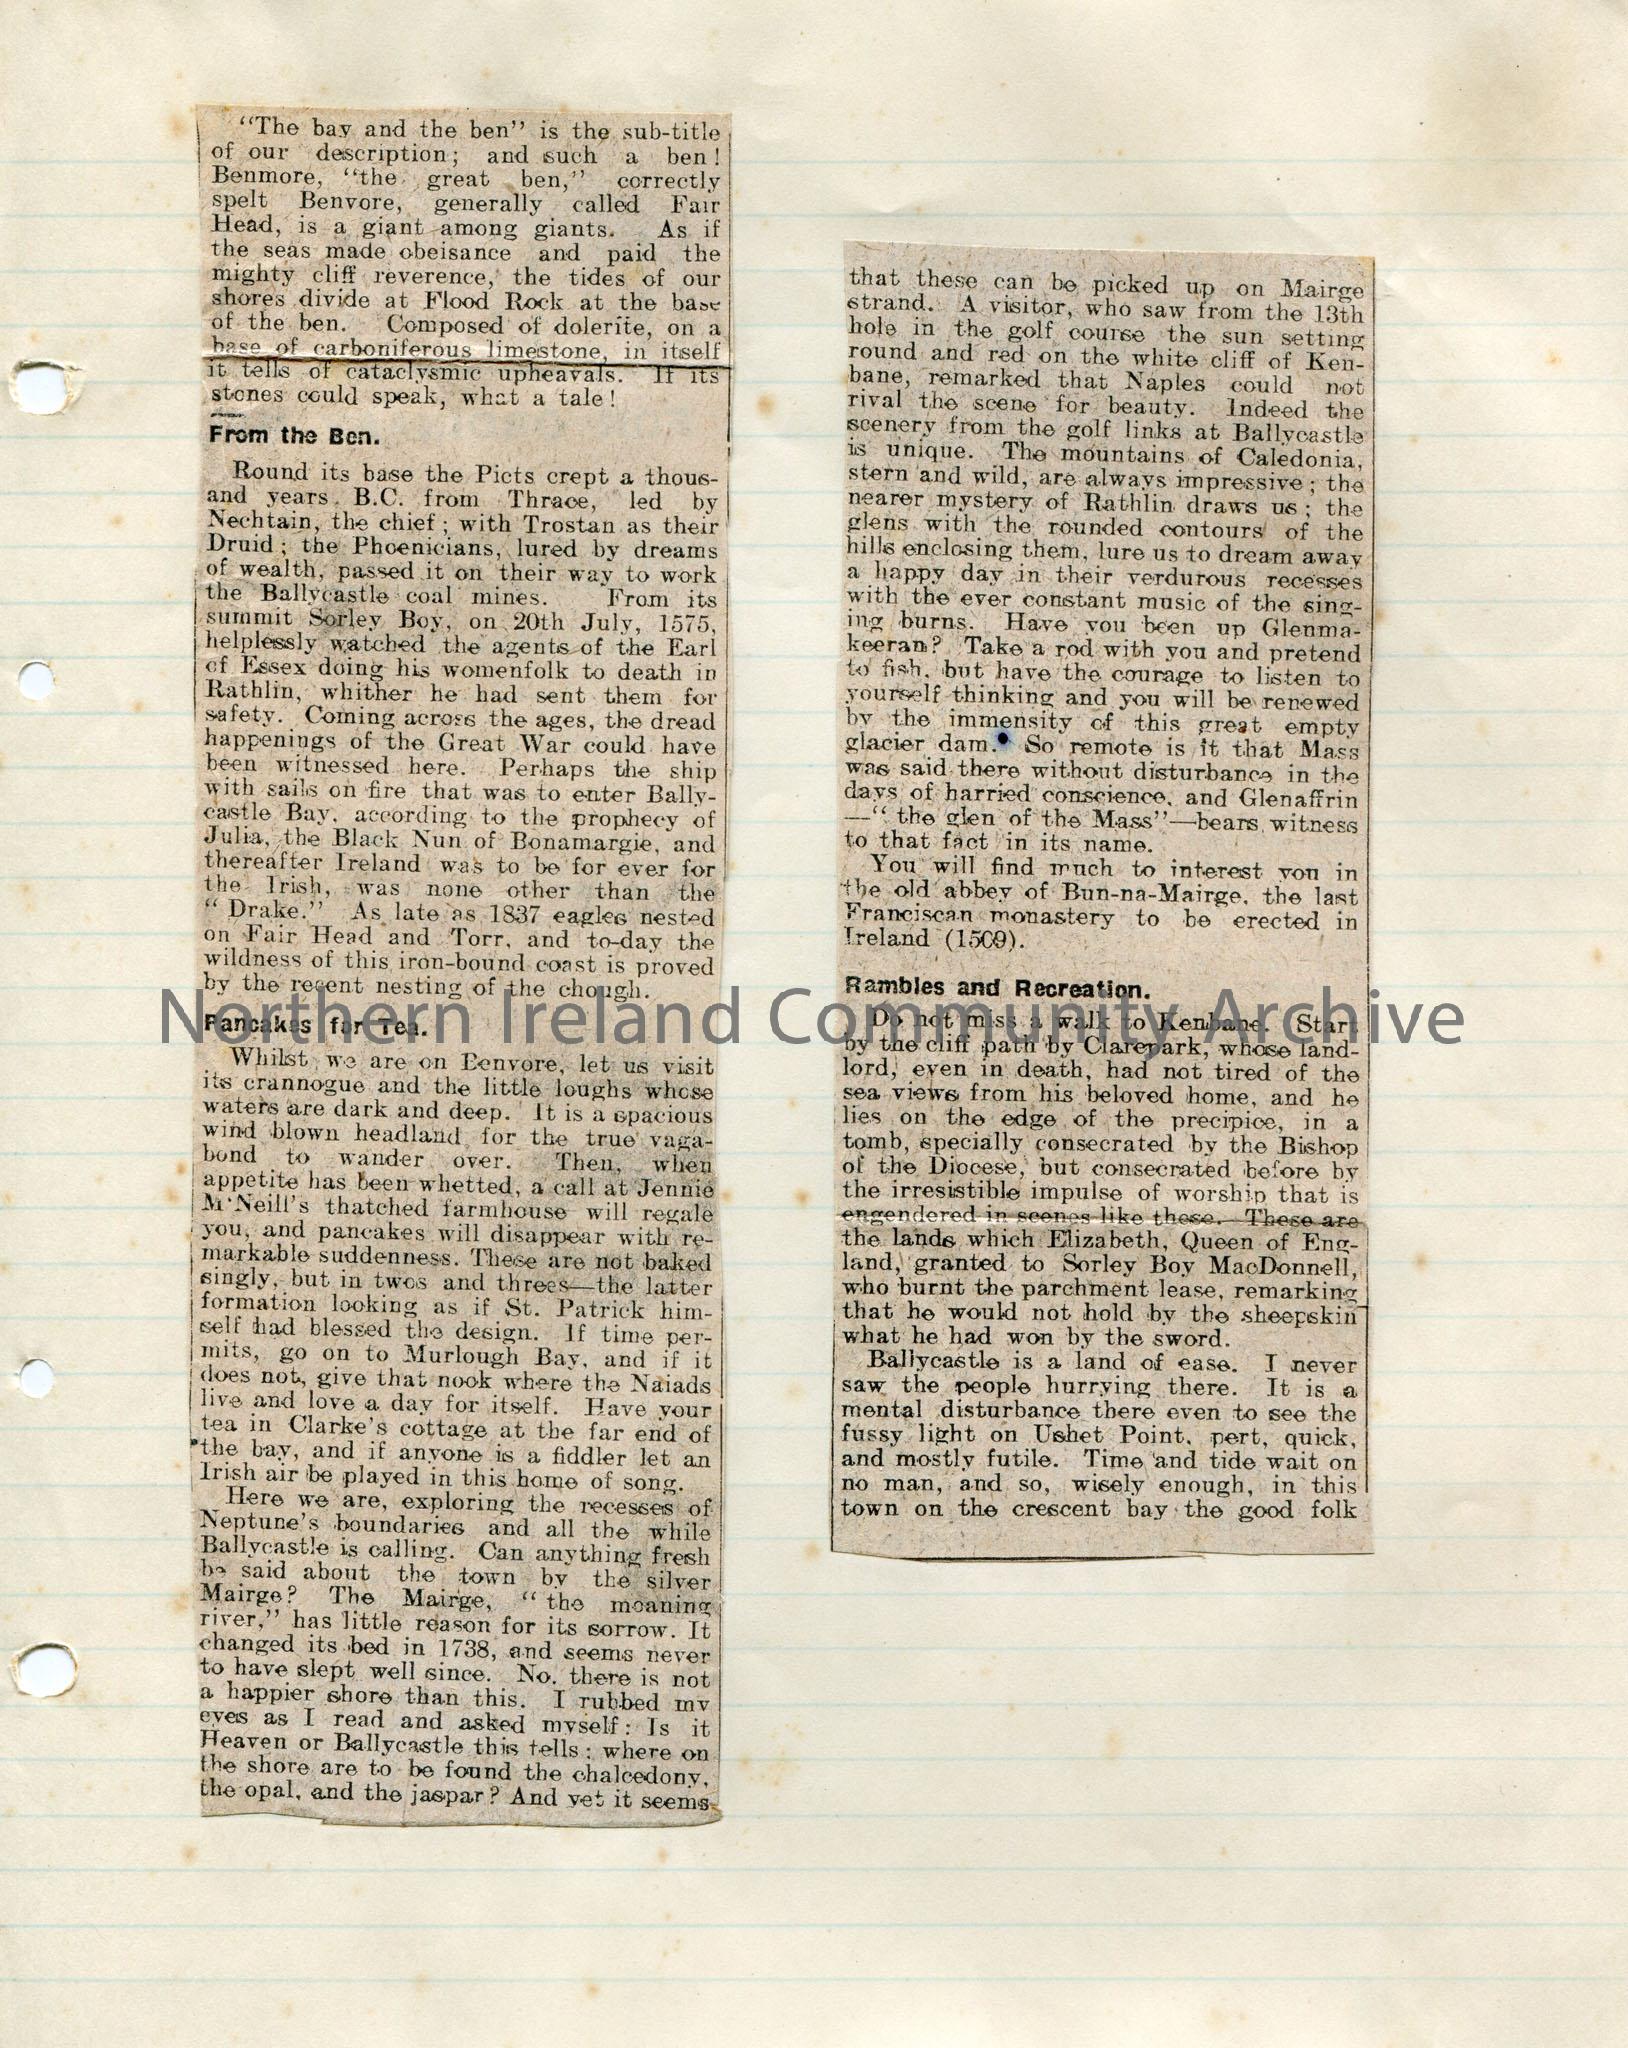 "The bay and the ben" is the sub-title
of our description; and such a ben!
Benmore, "the great ben," correctly
spelt Benvore, generally called Fair
Head, is a giant among giants. As if
the seas made obeisance and paid the
mighty cliff reverence, the tides of our
shores divide at Flood Rock at the base
of the ben. Composed of dolerite, on a
base of carboniferous limestone, in itself
it tells of cataclysmic upheavals. If its
stones could speak, what a tale!
From the Ben.
Round its base the Picts crept a thous-
and years B.C. from Thrace, led by
Nechtain, the chief; with Trostan as their
Druid; the Phoenicians, lured by dreams
of wealth, passed it on their way to work
the Ballycastle coal mines. From its
summit Sorley Boy, on 20th July, 1575,
helplessly watched the agents of the Earl
of Essex doing his womenfolk to death in
Rathlin, whither he had sent them for
safety. Coming across the ages, the dread
happenings of the Great War could have
been witnessed here. Perhaps the ship
with sails on fire that was to enter Bally-
castle Bay, according to the prophecy of
Julia, the Black Nun of Bonamargie, and
thereafter Ireland was to be for ever for
the Irish, was none other than the
"Drake." As late as 1837 eagles nested
on Fair Head and Torr, and to-day the
wildness of this iron-bound coast is proved
by the recent nesting of the chough.
Pancakes for Tea.
Whilst we are on Benvore, let us visit
its crannogue and the little loughs whose
waters are dark and deep. It is a spacious
wind blown headland for the true vaga-
bond to wander over. Then, when
appetite has been whetted, a call at Jennie
M'Neill's thatched farmhouse will regale
you, and pancakes will disappear with re-
markable suddenness. These are not baked
singly, but in twos and threes—the latter
formation looking as if St. Patrick him-
self had blessed the design. If time per-
mits, go on to Murlough Bay, and if it
does not, give that nook where the Naiads
live and love a day for itself. Have your
tea in Clarke's cottage at the far end of
the bay, and if anyone is a fiddler let an
Irish air be played in this home of song.
Here we are, exploring the recesses of
Neptune's boundaries and all the while
Ballycastle is calling. Can anything fresh
be said about the town by the silver
Mairge? The Mairge, "the moaning
river," has little reason for its sorrow. It
changed its bed in 1738, and seems never
to have slept well since. No, there is not
a happier shore than this. I rubbed my
eyes as I read and asked myself: Is it
Heaven or Ballycastle this tells; where on
the shore are to be found the chalcedony,
the opal, and the jaspar? And yet it seems
that these can be picked up on Mairge
strand. A visitor, who saw from the 13th
hole in the golf course the sun setting
round and red on the white cliff of Ken-
bane, remarked that Naples could not
rival the scene for beauty. Indeed the
scenery from the golf links at Ballycastle
is unique. The mountains of Caledonia,
stern and wild, are always impressive; the
nearer mystery of Rathlin draws us; the
glens with the rounded contours of the
hills enclosing them, lure us to dream away
a happy day in their verdurous recesses
with the ever constant music of the sing-
ing burns. Have you been up Glenma-
keeran? Take a rod with you and pretend
to fish, but have the courage to listen to
yourself thinking and you will be renewed
by the immensity of this great empty
glacier dam. So remote is it that Mass
was said there without disturbance in the
days of harried conscience, and Glenaffrin
—"the glen of the Mass"—bears witness
to that fact in its name.
You will find much to interest you in
the old abbey of Bun-na-Mairge, the last
Franciscan monastery to be erected in
Ireland (1509).
Rambles and Recreation.
Do not miss a walk to Kenbane. Start
by the cliff path by Clarepark, whose land-
lord, even in death, had not tired of the
sea views from his beloved home, and he
lies on the edge of the precipice, in a
tomb, specially consecrated by the Bishop
of the Diocese, but consecrated before by
the irresistible impulse of worship that is
engendered in scenes like these. These are
the lands which Elizabeth, Queen of Eng-
land, granted to Sorley Boy MacDonnell,
who burnt the parchment lease, remarking
that he would not hold by the sheepskin
what he had won by the sword.
Ballycastle is a land of ease. I never
saw the people hurrying there. It is a
mental disturbance there even to see the
fussy light on Ushet Point, pert, quick,
and mostly futile. Time and tide wait on
no man, and so, wisely enough, in this
town on the crescent bay the good folk
Northern Ireland Community Archive